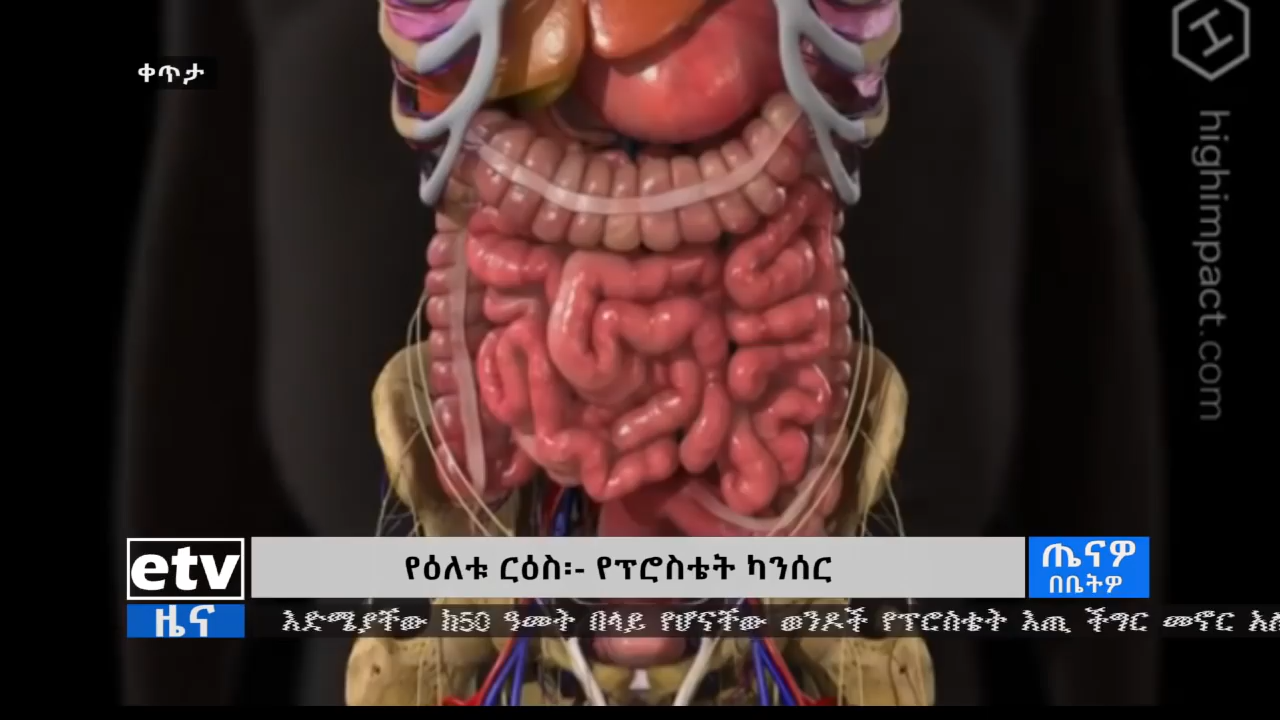 ቀጥታ
highimpact.com
etv
የዕለቱ ርዕስ፡- የፕሮስቴት ካንሰር
ጤናዎ
በቤትዎ
ዜና
እድሜያቸው ከ50 ዓመት በላይ የሆናቸው ወንዶች የፕሮስቴት እጢ ችግር መኖር